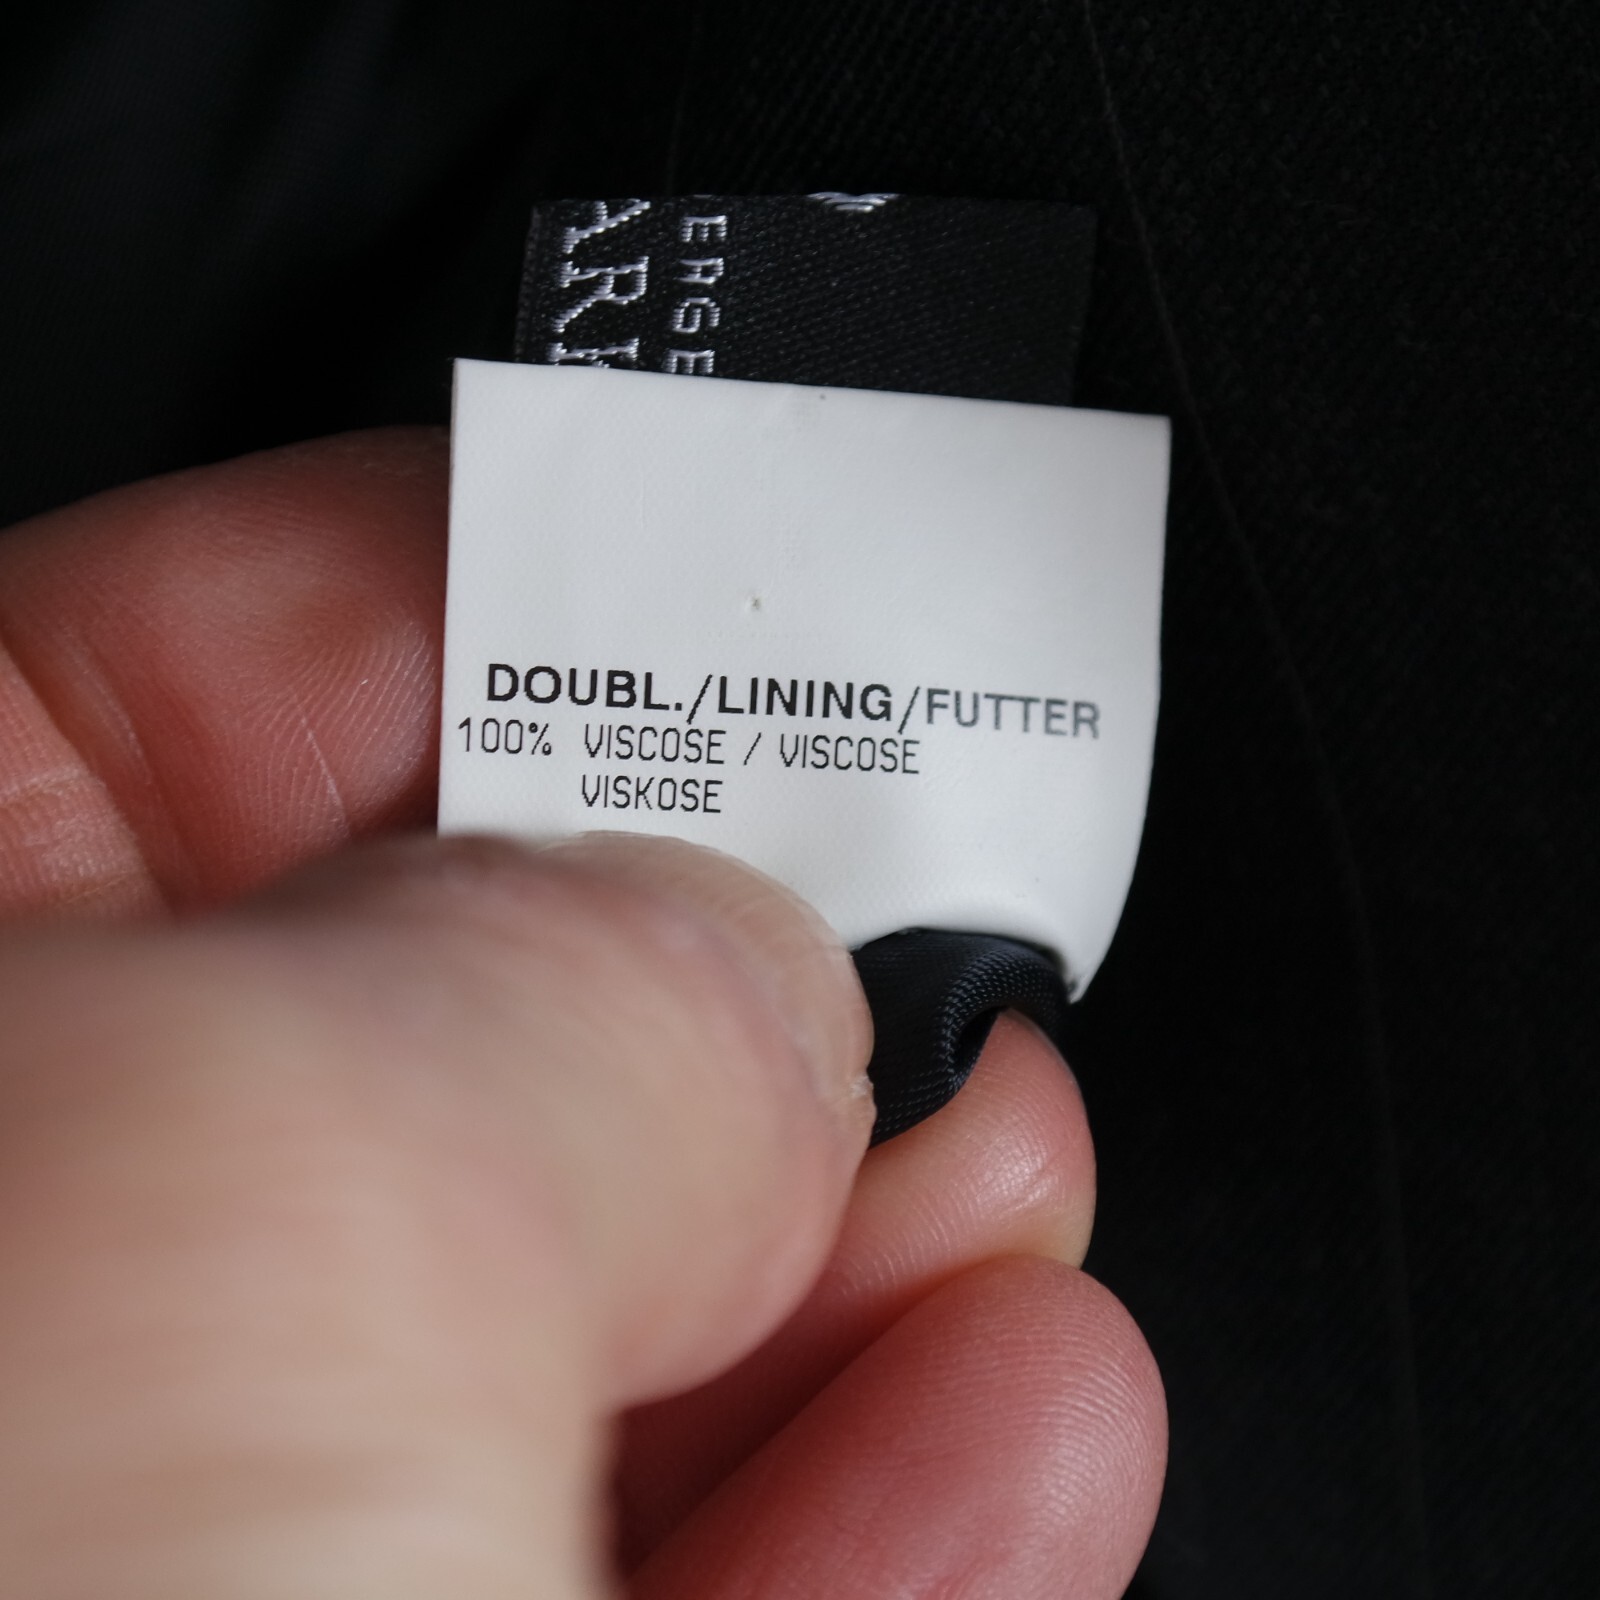 DOUBL./LINING/FUTTER
100% VISCOSE / VISCOSE
VISKOSE